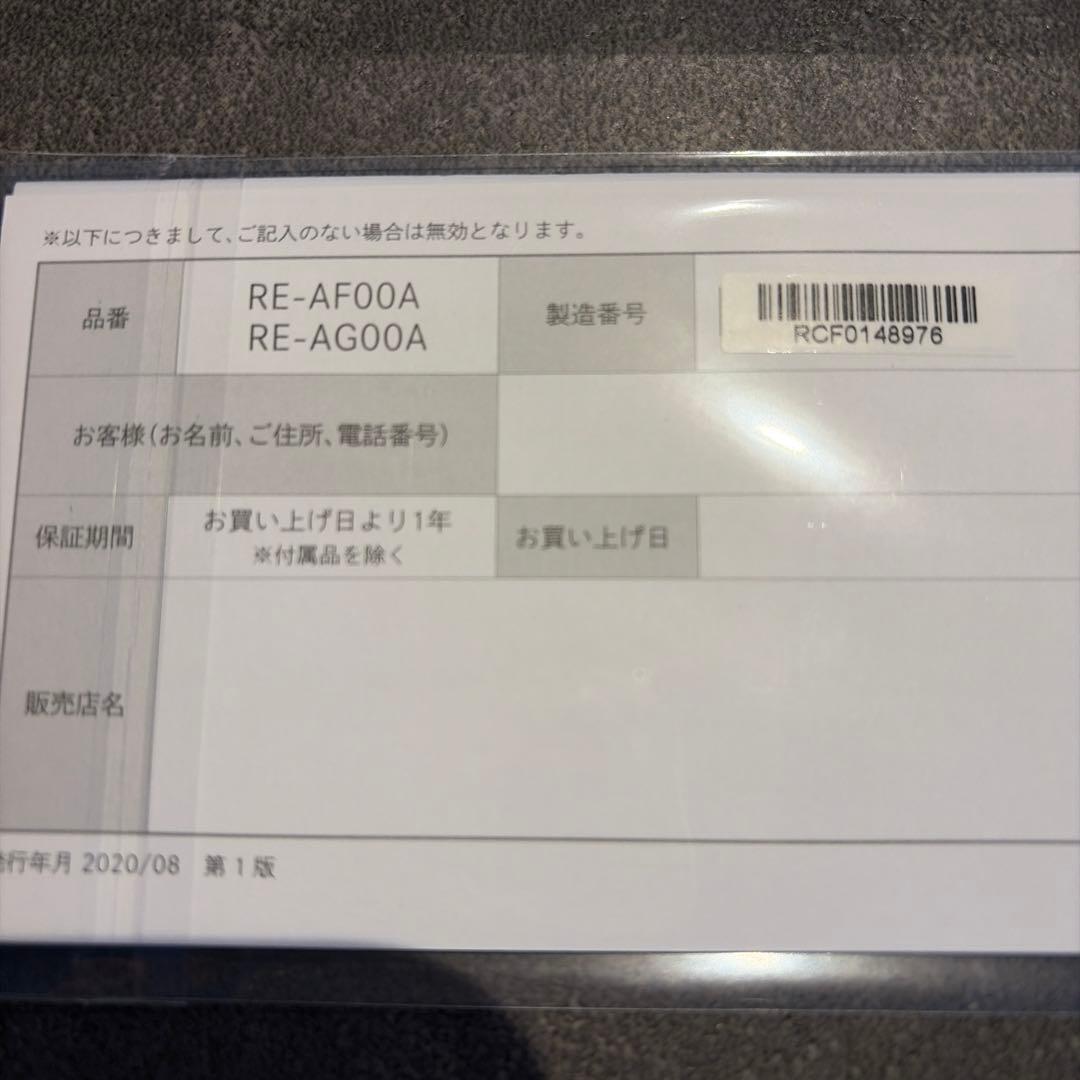 ※以下につきまして、ご記入のない場合は無効となります。
品番
RE-AF00A
RE-AG00A
製造番号
RCF0148976
お客様(お名前、ご住所、電話番号)
保証期間
お買い上げ日より1年
※付属品を除く
お買い上げ日
販売店名
行年月 2020/08 第1版